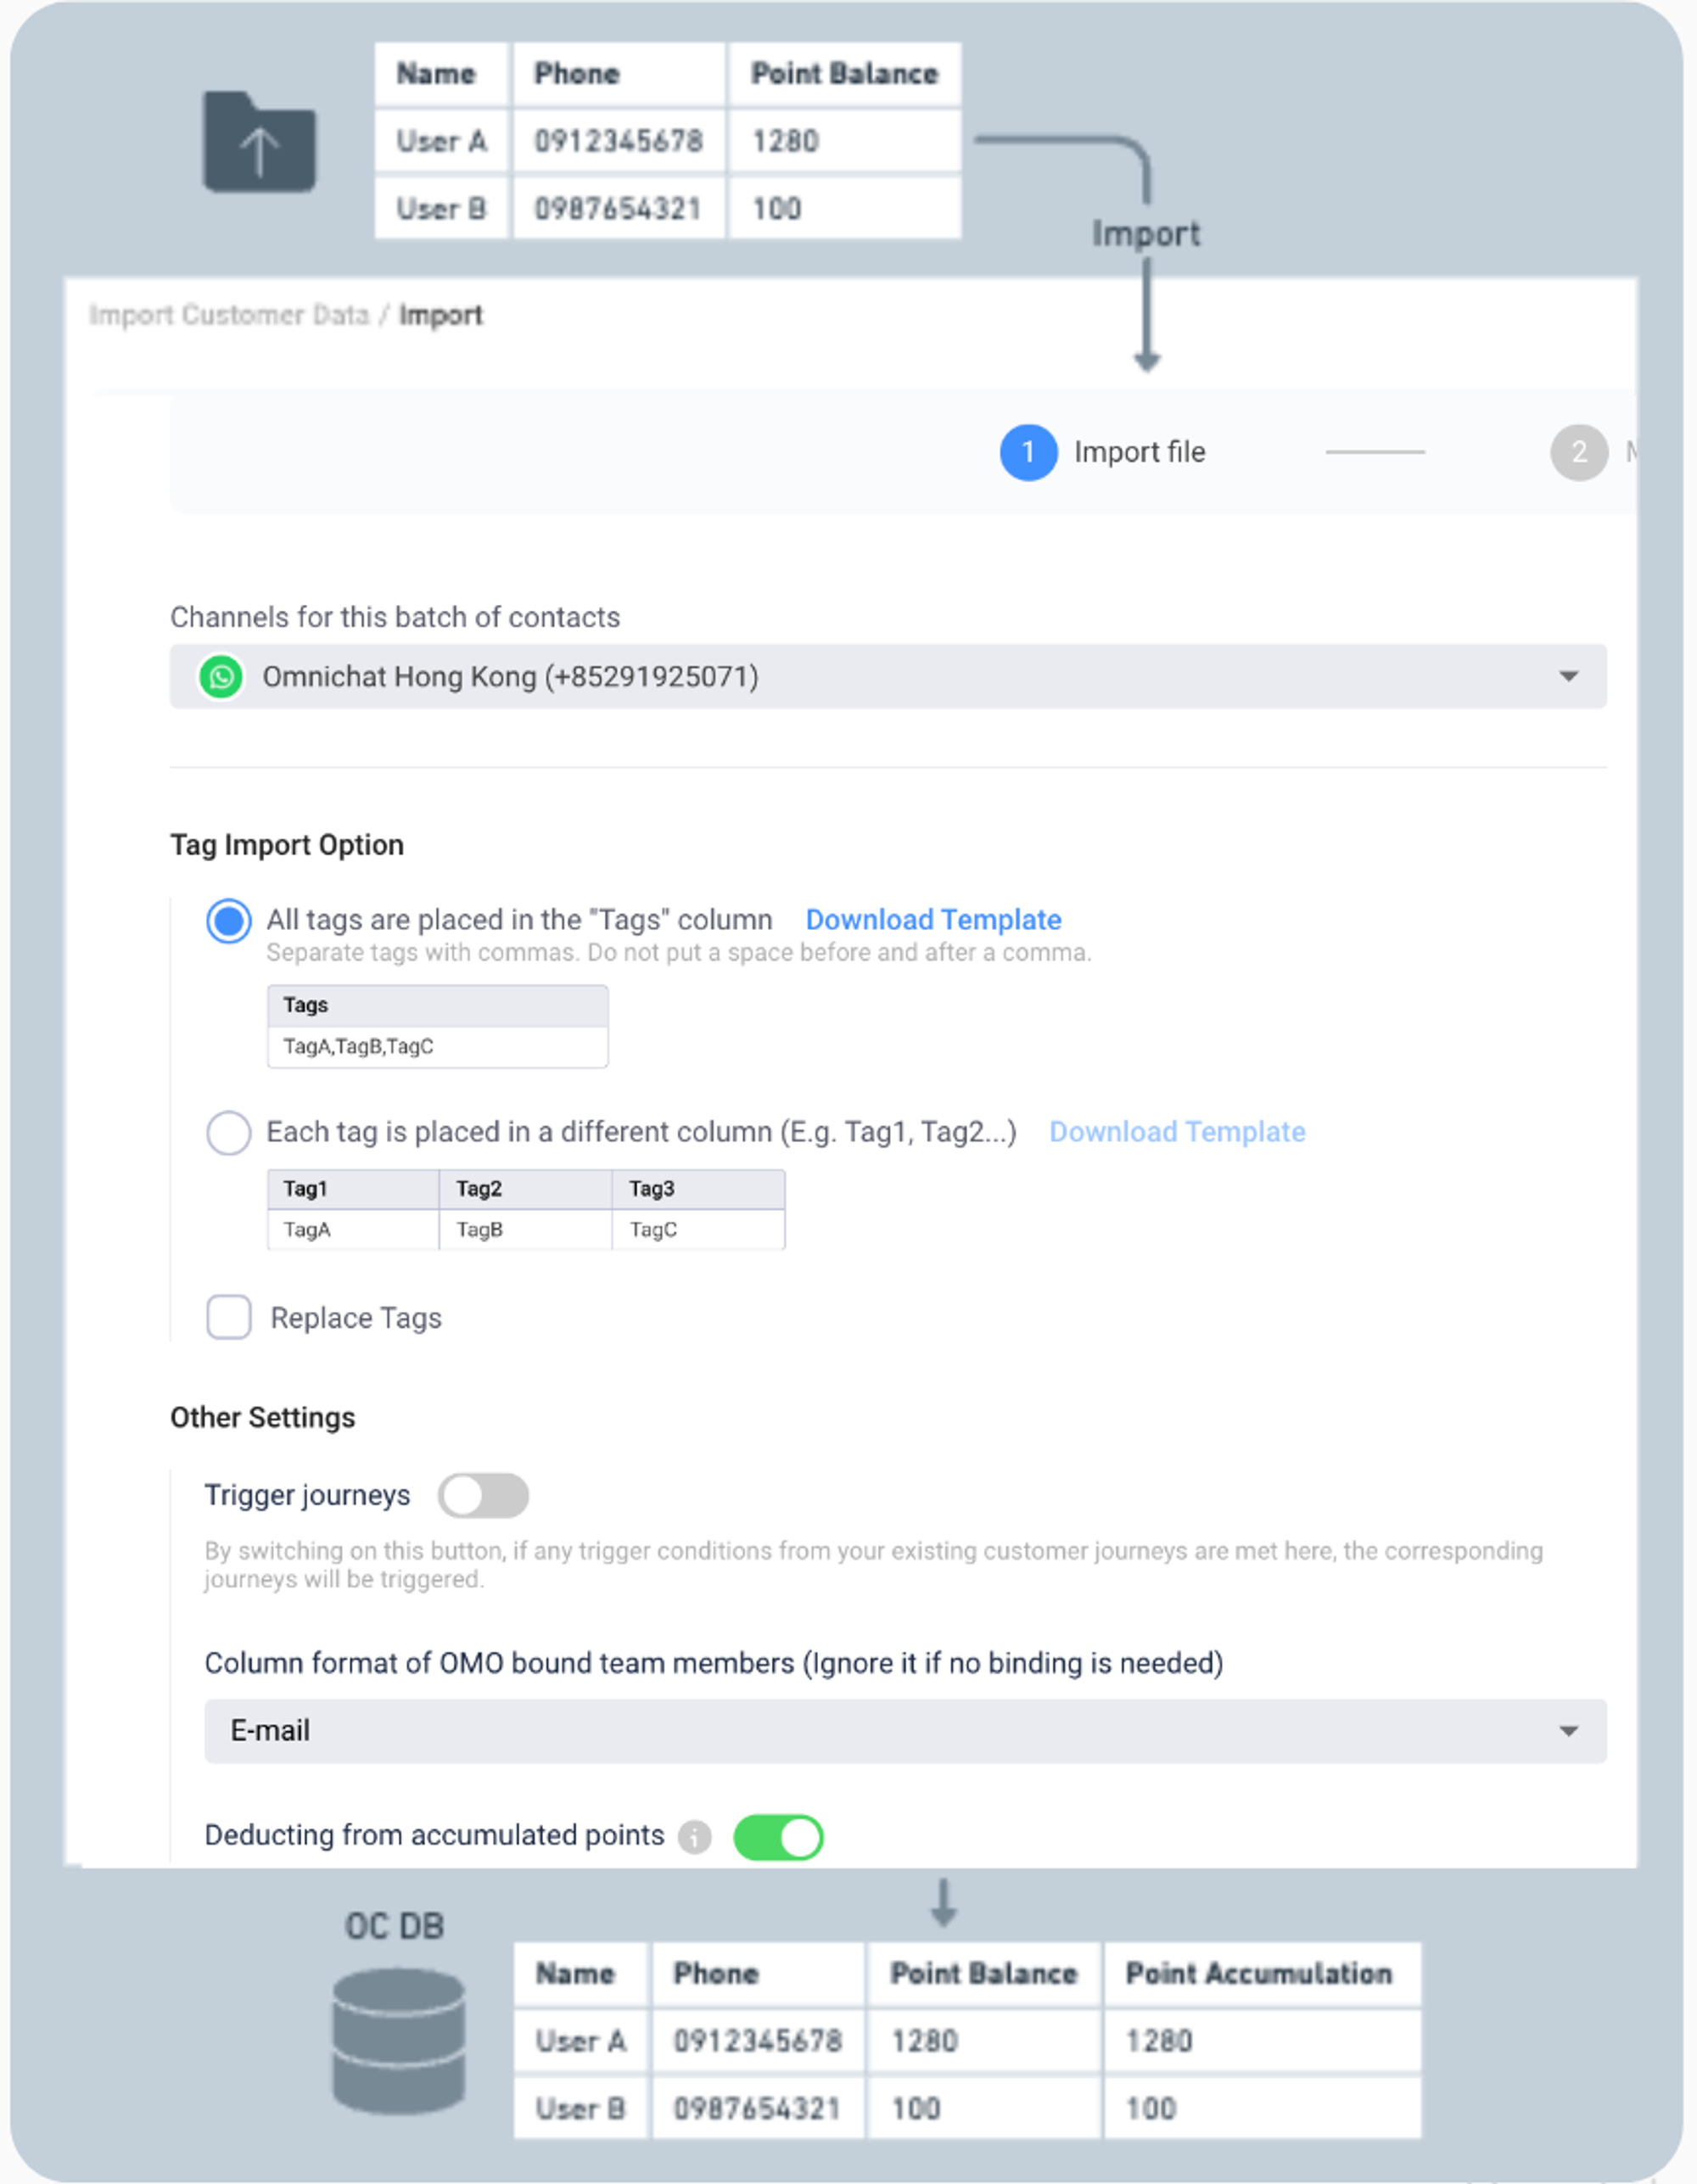 Name Phone Point Balance
User A 0912345678 1280
User B 0987654321 100
Import
Import Customer Data / Import
1 Import file 2
Channels for this batch of contacts
Omnichat Hong Kong (+85291925071)
Tag Import Option
All tags are placed in the "Tags" column Download Template
Separate tags with commas. Do not put a space before and after a comma.
Tags
TagA,TagB,TagC
Each tag is placed in a different column (E.g. Tag1, Tag2...) Download Template
Tag1 Tag2 Tag3
TagA TagB TagC
Replace Tags
Other Settings
Trigger journeys
By switching on this button, if any trigger conditions from your existing customer journeys are met here, the corresponding
journeys will be triggered.
Column format of OMO bound team members (Ignore it if no binding is needed)
E-mail
Deducting from accumulated points
OC DB
Name Phone Point Balance Point Accumulation
User A 0912345678 1280 1280
User B 0987654321 100 100